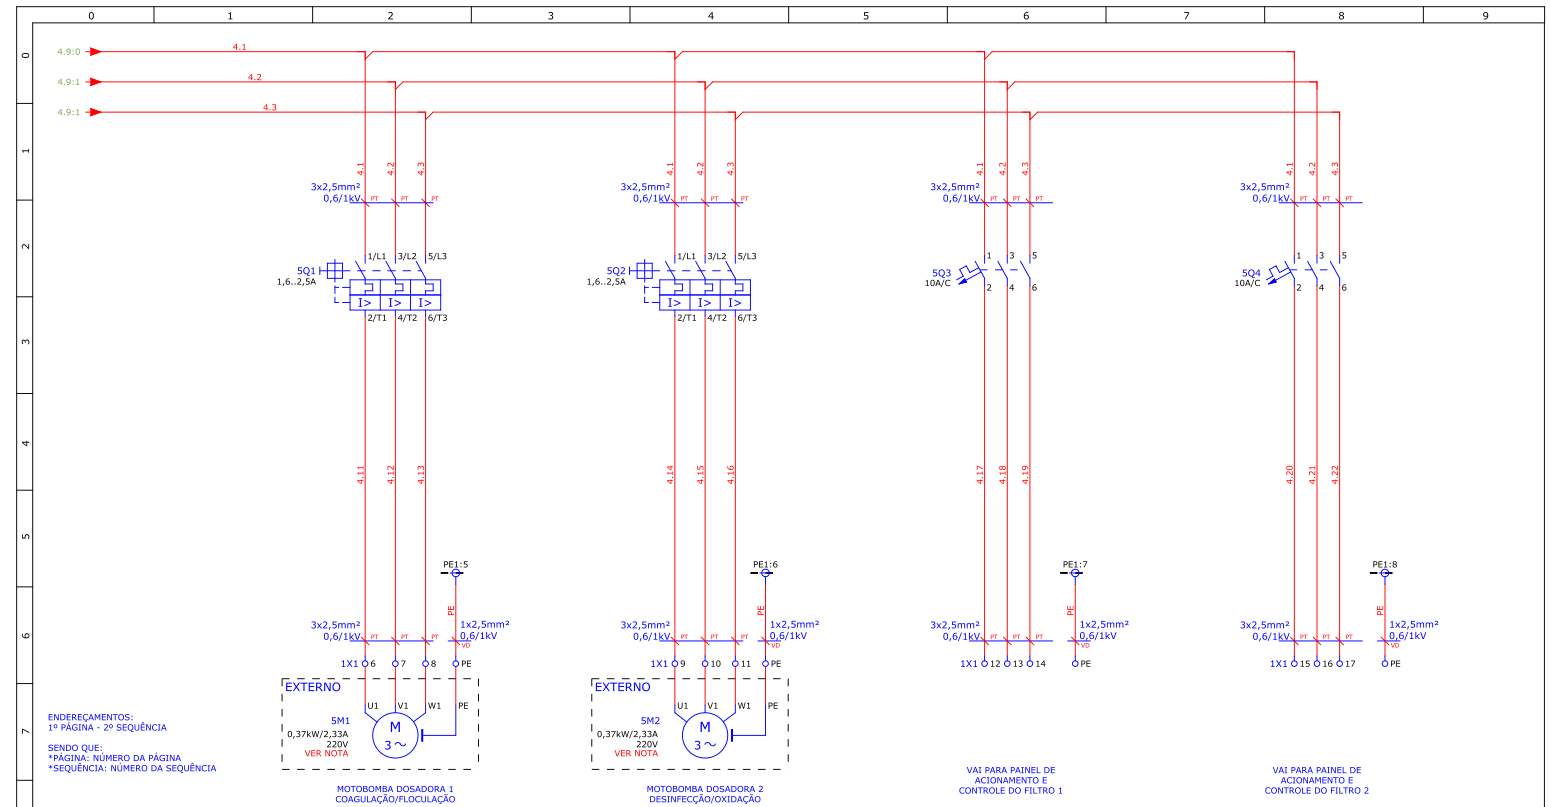 0 1 2 3 4 5 6 7 8 9
0
4.9:0 4.1
4.9:1 4.2
4.9:1 4.3
1
4.1 4.2 4.3 4.1 4.2 4.3 4.1 4.2 4.3 4.1 4.2 4.3
3x2,5mm² 3x2,5mm² 3x2,5mm² 3x2,5mm²
0,6/1kV PT PT PT 0,6/1kV PT PT PT 0,6/1kV PT PT PT 0,6/1kV PT PT PT
2
1/L1 3/L2 5/L3 1/L1 3/L2 5/L3 1 3 5 1 3 5
5Q1 5Q2 5Q3 5Q4
1,6..2,5A 1,6..2,5A 10A/C 10A/C
2 4 6 2 4 6
I> I> I> I> I> I>
2/T1 4/T2 6/T3 2/T1 4/T2 6/T3
3
4
4.11 4.12 4.13 4.14 4.15 4.16 4.17 4.18 4.19 4.20 4.21 4.22
5
PE1:5 PE1:6 PE1:7 PE1:8
PE PE PE PE
3x2,5mm² 1x2,5mm² 3x2,5mm² 1x2,5mm² 3x2,5mm² 1x2,5mm² 3x2,5mm² 1x2,5mm²
6
0,6/1kV PT PT PT 0,6/1kV 0,6/1kV PT PT PT 0,6/1kV 0,6/1kV PT PT PT 0,6/1kV 0,6/1kV PT PT PT 0,6/1kV
VD VD VD VD
1X1 6 7 8 PE 1X1 9 10 11 PE 1X1 12 13 14 PE 1X1 15 16 17 PE
EXTERNO EXTERNO
U1 V1 W1 PE U1 V1 W1 PE
7
5M1 M 5M2 M
0,37kW/2,33A 0,37kW/2,33A
220V 3~ 220V 3~
VER NOTA VER NOTA
ENDEREÇAMENTOS:
1º PÁGINA - 2º SEQUÊNCIA
SENDO QUE:
*PÁGINA: NÚMERO DA PÁGINA
*SEQUÊNCIA: NÚMERO DA SEQUÊNCIA
MOTOBOMBA DOSADORA 1
COAGULAÇÃO/FLOCULAÇÃO
MOTOBOMBA DOSADORA 2
DESINFECÇÃO/OXIDAÇÃO
VAI PARA PAINEL DE
ACIONAMENTO E
CONTROLE DO FILTRO 1
VAI PARA PAINEL DE
ACIONAMENTO E
CONTROLE DO FILTRO 2